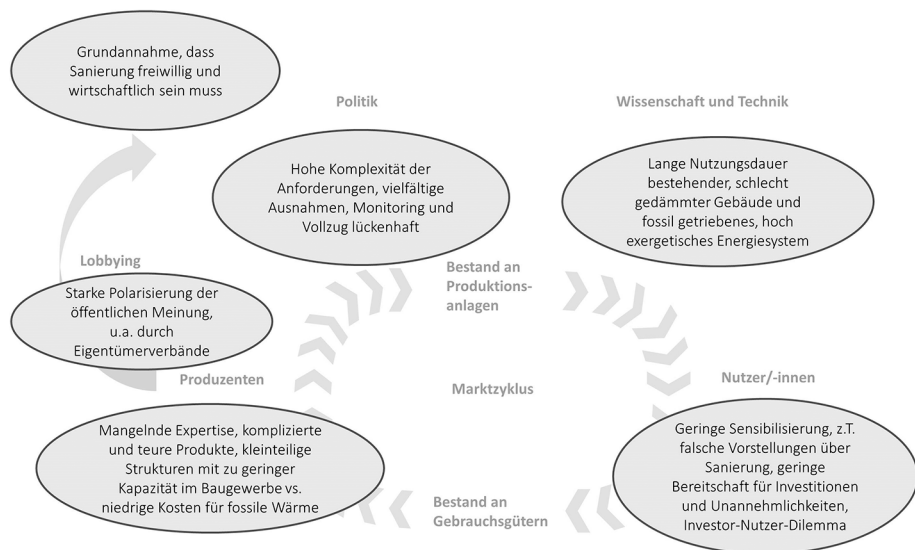 Grundannahme, dass
Sanierung freiwillig und
wirtschaftlich sein muss
Politik
Wissenschaft und Technik
Hohe Komplexität der
Anforderungen, vielfältige
Ausnahmen, Monitoring und
Vollzug lückenhaft
Lange Nutzungsdauer
bestehender, schlecht
gedämmter Gebäude und
fossil getriebenes, hoch
exergetisches Energiesystem
Lobbying
Bestand an
Produktions-
anlagen
Starke Polarisierung der
öffentlichen Meinung,
u.a. durch
Eigentümerverbände
Produzenten
Marktzyklus
Nutzer/-innen
Mangelnde Expertise, komplizierte
und teure Produkte, kleinteilige
Strukturen mit zu geringer
Kapazität im Baugewerbe vs.
niedrige Kosten für fossile Wärme
Geringe Sensibilisierung, z.T.
falsche Vorstellungen über
Sanierung, geringe
Bereitschaft für Investitionen
und Unannehmlichkeiten,
Investor-Nutzer-Dilemma
Bestand an
Gebrauchsgütern